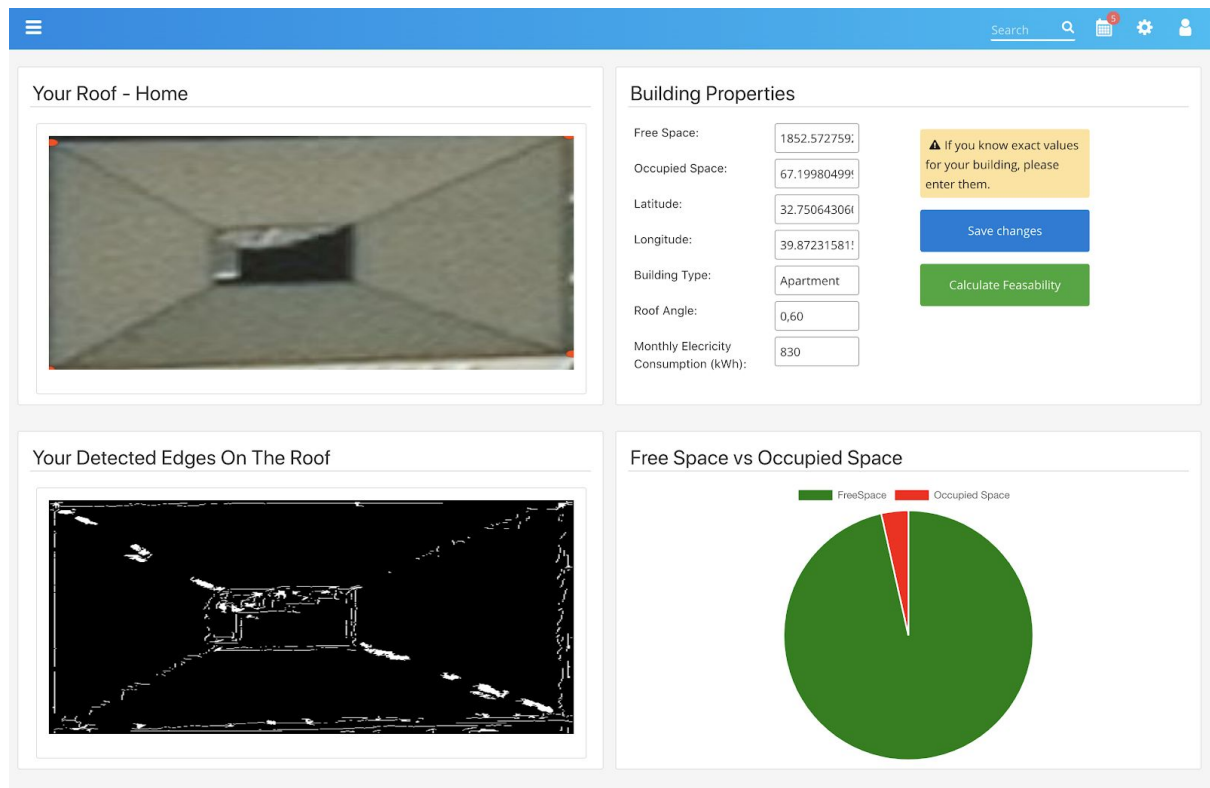 Search
5
Your Roof - Home
Building Properties
Free Space:
1852.572759
Occupied Space:
67.19980499
Latitude:
32.75064306
Longitude:
39.87231581
Building Type:
Apartment
Roof Angle:
0,60
Monthly Elecricity
Consumption (kWh):
830
If you know exact values
for your building, please
enter them.
Save changes
Calculate Feasability
Your Detected Edges On The Roof
Free Space vs Occupied Space
FreeSpace
Occupied Space